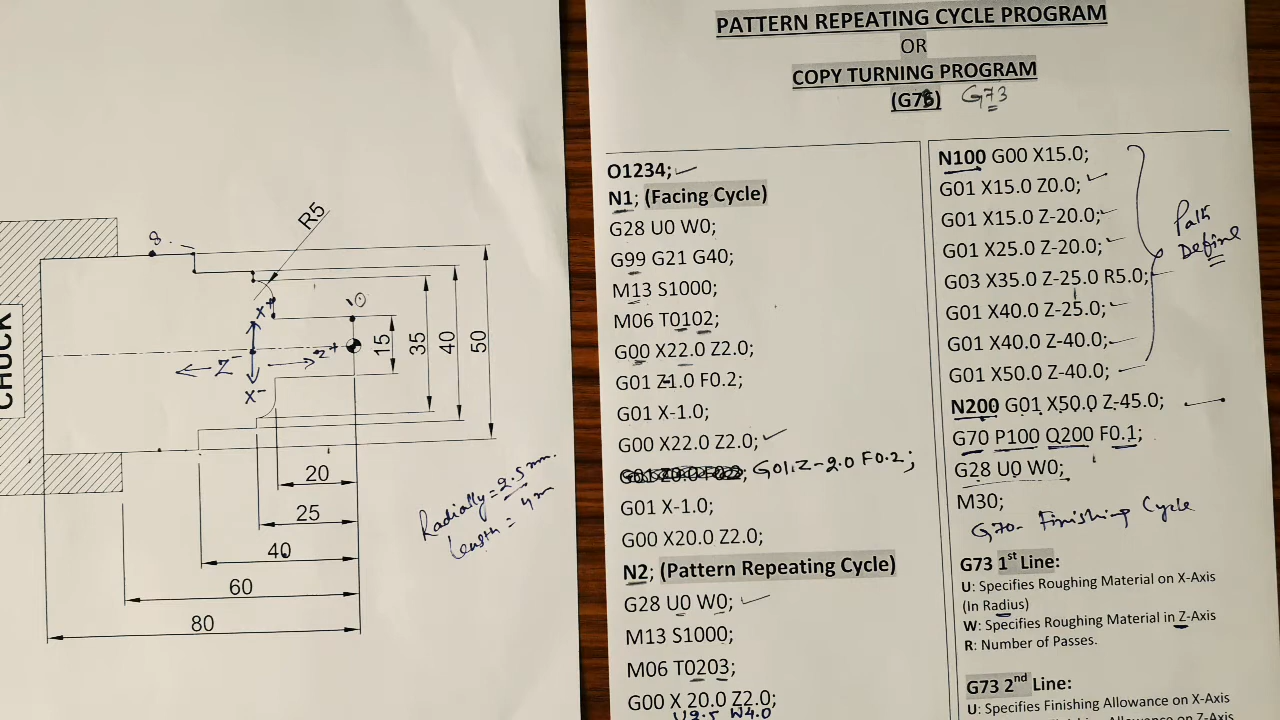 PATTERN REPEATING CYCLE PROGRAM
OR
COPY TURNING PROGRAM
(G73) G73
O1234;
N1; (Facing Cycle)
G28 U0 W0;
G99 G21 G40;
M13 S1000;
M06 T0102;
G00 X22.0 Z2.0;
G01 Z-1.0 F0.2;
G01 X-1.0;
G00 X22.0 Z2.0;
G01.Z-2.0 F0.2;
G01 X-1.0;
G00 X20.0 Z2.0;
N2; (Pattern Repeating Cycle)
G28 U0 W0;
M13 S1000;
M06 T0203;
G00 X 20.0 Z2.0;
U2.5 W4.0
N100 G00 X15.0;
G01 X15.0 Z0.0;
G01 X15.0 Z-20.0;
G01 X25.0 Z-20.0;
G03 X35.0 Z-25.0 R5.0;
G01 X40.0 Z-25.0;
G01 X40.0 Z-40.0;
G01 X50.0 Z-40.0;
N200 G01 X50.0 Z-45.0;
G70 P100 Q200 F0.1;
G28 U0 W0;
M30;
Path
Define
G70- Finishing Cycle
G73 1st Line:
U: Specifies Roughing Material on X-Axis
(In Radius)
W: Specifies Roughing Material in Z-Axis
R: Number of Passes.
G73 2nd Line:
U: Specifies Finishing Allowance on X-Axis
CHUCK
R5
X+
Z-
Z+
X-
15
35
40
50
20
25
40
60
80
Radially = 2.5 mm.
length = 4 m